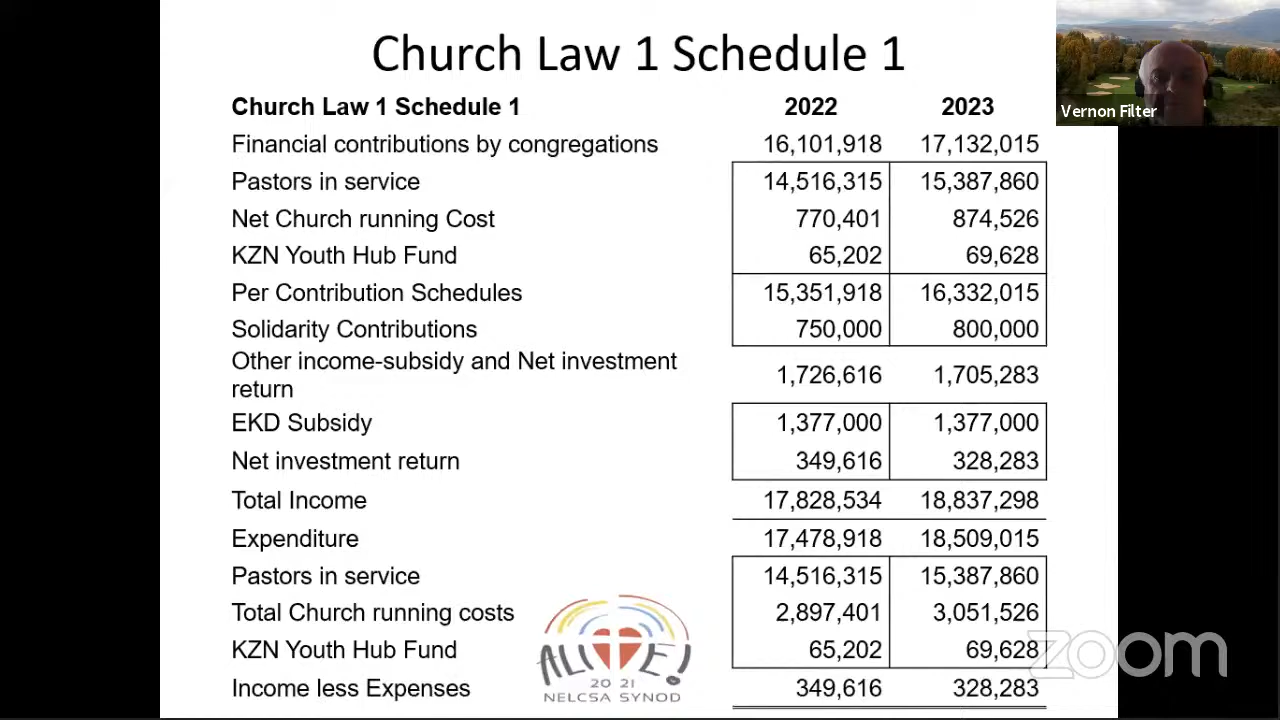 Church Law 1 Schedule 1
Vernon Filter
Church Law 1 Schedule 1 2022 2023
Financial contributions by congregations 16,101,918 17,132,015
Pastors in service 14,516,315 15,387,860
Net Church running Cost 770,401 874,526
KZN Youth Hub Fund 65,202 69,628
Per Contribution Schedules 15,351,918 16,332,015
Solidarity Contributions 750,000 800,000
Other income-subsidy and Net investment
return 1,726,616 1,705,283
EKD Subsidy 1,377,000 1,377,000
Net investment return 349,616 328,283
Total Income 17,828,534 18,837,298
Expenditure 17,478,918 18,509,015
Pastors in service 14,516,315 15,387,860
Total Church running costs 2,897,401 3,051,526
KZN Youth Hub Fund 65,202 69,628
Income less Expenses 349,616 328,283
ALIVE!
20 21
NELCSA SYNOD
zoom